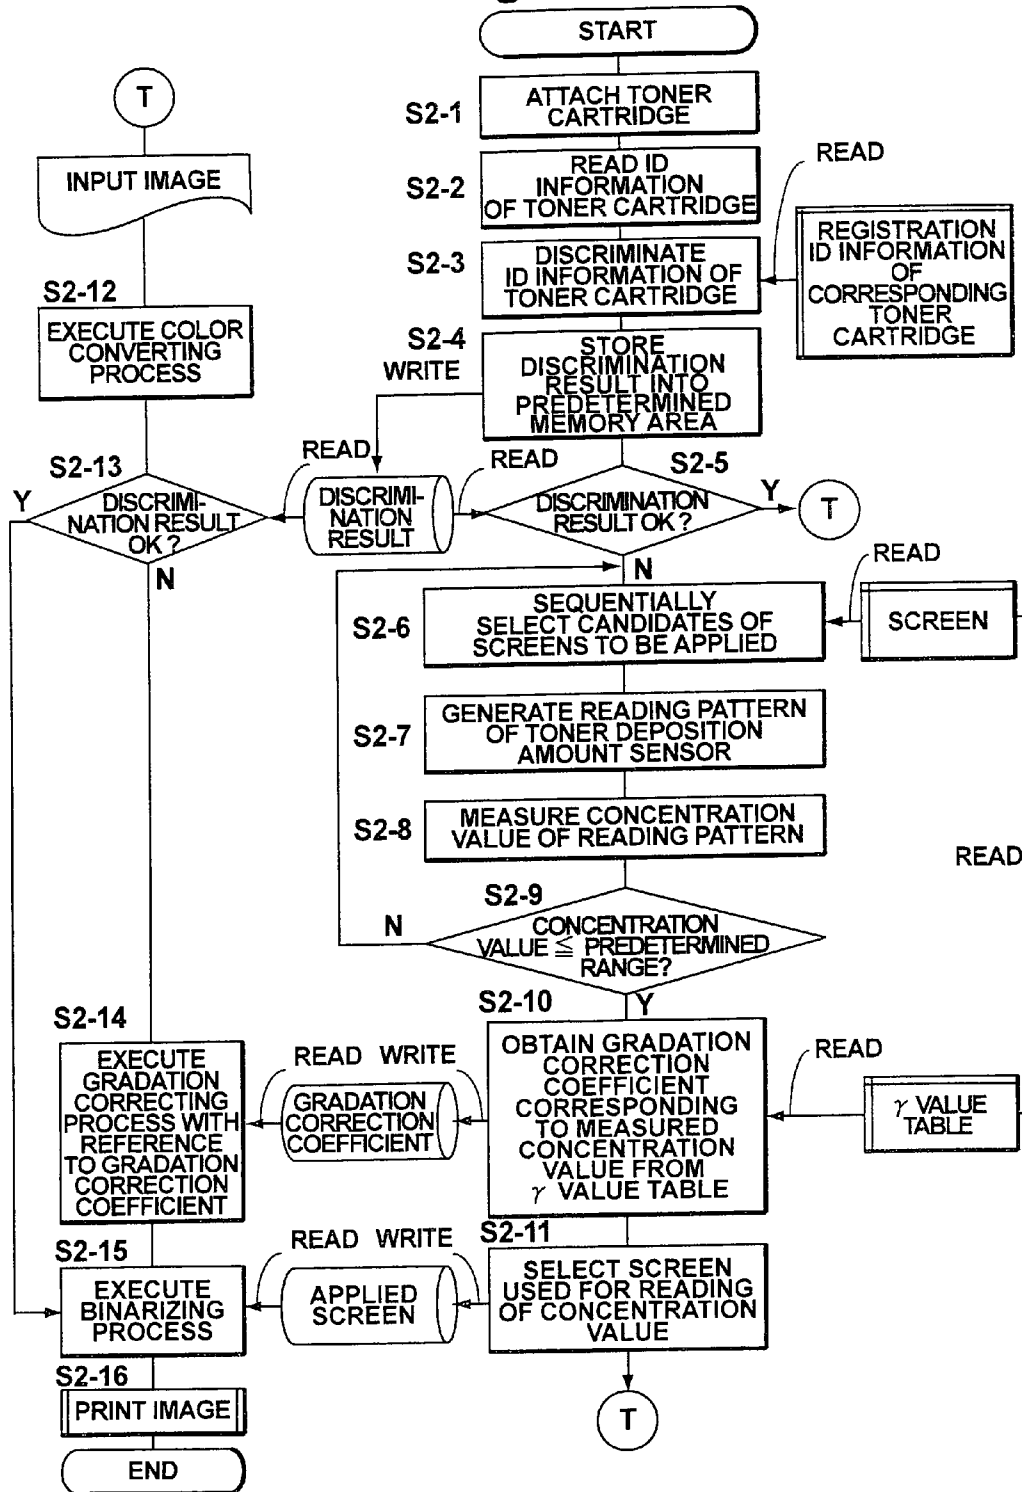 START
S2-1
ATTACH TONER
CARTRIDGE
S2-2
READ ID
INFORMATION
OF TONER CARTRIDGE
READ
S2-3
DISCRIMINATE
ID INFORMATION OF
TONER CARTRIDGE
REGISTRATION
ID INFORMATION
OF
CORRESPONDING
TONER
CARTRIDGE
S2-4
WRITE
STORE
DISCRIMINATION
RESULT INTO
PREDETERMINED
MEMORY AREA
READ
DISCRIMI-
NATION
RESULT
READ
S2-5
DISCRIMINATION
RESULT OK ?
Y
T
N
S2-6
SEQUENTIALLY
SELECT CANDIDATES OF
SCREENS TO BE APPLIED
READ
SCREEN
S2-7
GENERATE READING PATTERN
OF TONER DEPOSITION
AMOUNT SENSOR
S2-8
MEASURE CONCENTRATION
VALUE OF READING PATTERN
READ
S2-9
CONCENTRATION
VALUE ≦ PREDETERMINED
RANGE?
N
Y
S2-10
OBTAIN GRADATION
CORRECTION
COEFFICIENT
CORRESPONDING
TO MEASURED
CONCENTRATION
VALUE FROM
γ VALUE TABLE
READ
γ VALUE
TABLE
READ WRITE
GRADATION
CORRECTION
COEFFICIENT
S2-11
SELECT SCREEN
USED FOR READING
OF CONCENTRATION
VALUE
READ WRITE
APPLIED
SCREEN
T
T
INPUT IMAGE
S2-12
EXECUTE COLOR
CONVERTING
PROCESS
S2-13
DISCRIMI-
NATION RESULT
OK ?
Y
N
S2-14
EXECUTE
GRADATION
CORRECTING
PROCESS WITH
REFERENCE
TO GRADATION
CORRECTION
COEFFICIENT
S2-15
EXECUTE
BINARIZING
PROCESS
S2-16
PRINT IMAGE
END